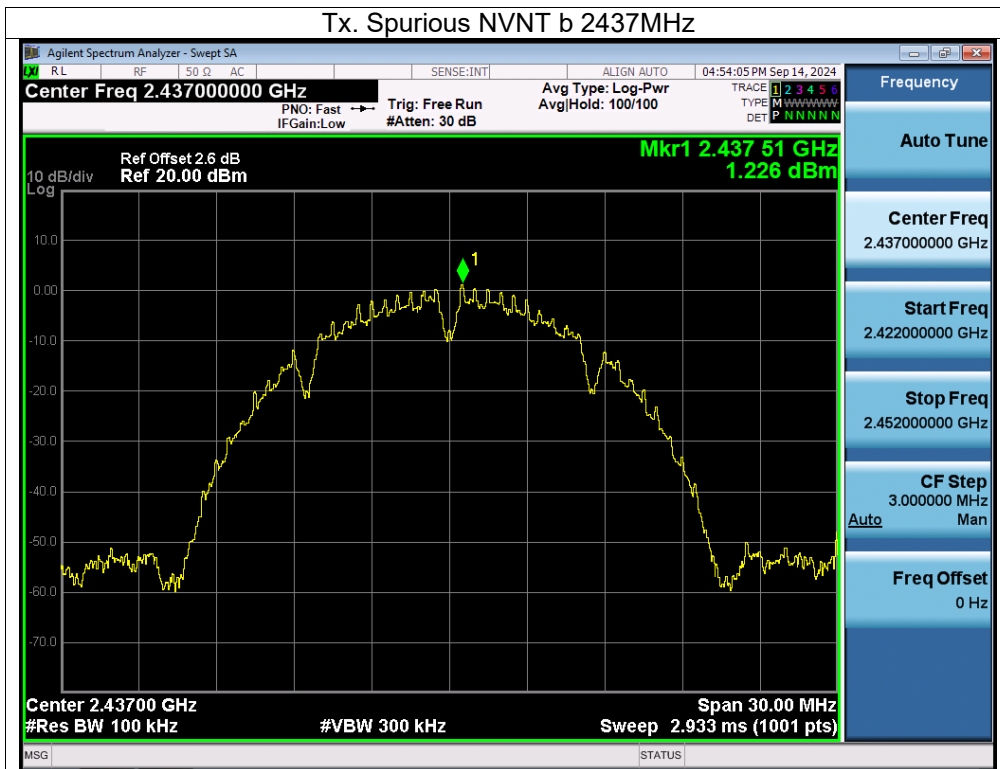 Tx. Spurious NVNT b 2437MHz
Agilent Spectrum Analyzer - Swept SA
LXI RL RF 50 Ω AC SENSE:INT ALIGN AUTO 04:54:05 PM Sep 14, 2024
Center Freq 2.437000000 GHz
PNO: Fast
IFGain:Low
Trig: Free Run
#Atten: 30 dB
Avg Type: Log-Pwr
Avg|Hold: 100/100
TRACE 1 2 3 4 5 6
TYPE M WWWWW
DET P N N N N N
Mkr1 2.437 51 GHz
1.226 dBm
Ref Offset 2.6 dB
10 dB/div Ref 20.00 dBm
Log
10.0
0.00
-10.0
-20.0
-30.0
-40.0
-50.0
-60.0
-70.0
1
Center 2.43700 GHz Span 30.00 MHz
#Res BW 100 kHz #VBW 300 kHz Sweep 2.933 ms (1001 pts)
MSG STATUS
Frequency
Auto Tune
Center Freq
2.437000000 GHz
Start Freq
2.422000000 GHz
Stop Freq
2.452000000 GHz
CF Step
3.000000 MHz
Auto Man
Freq Offset
0 Hz